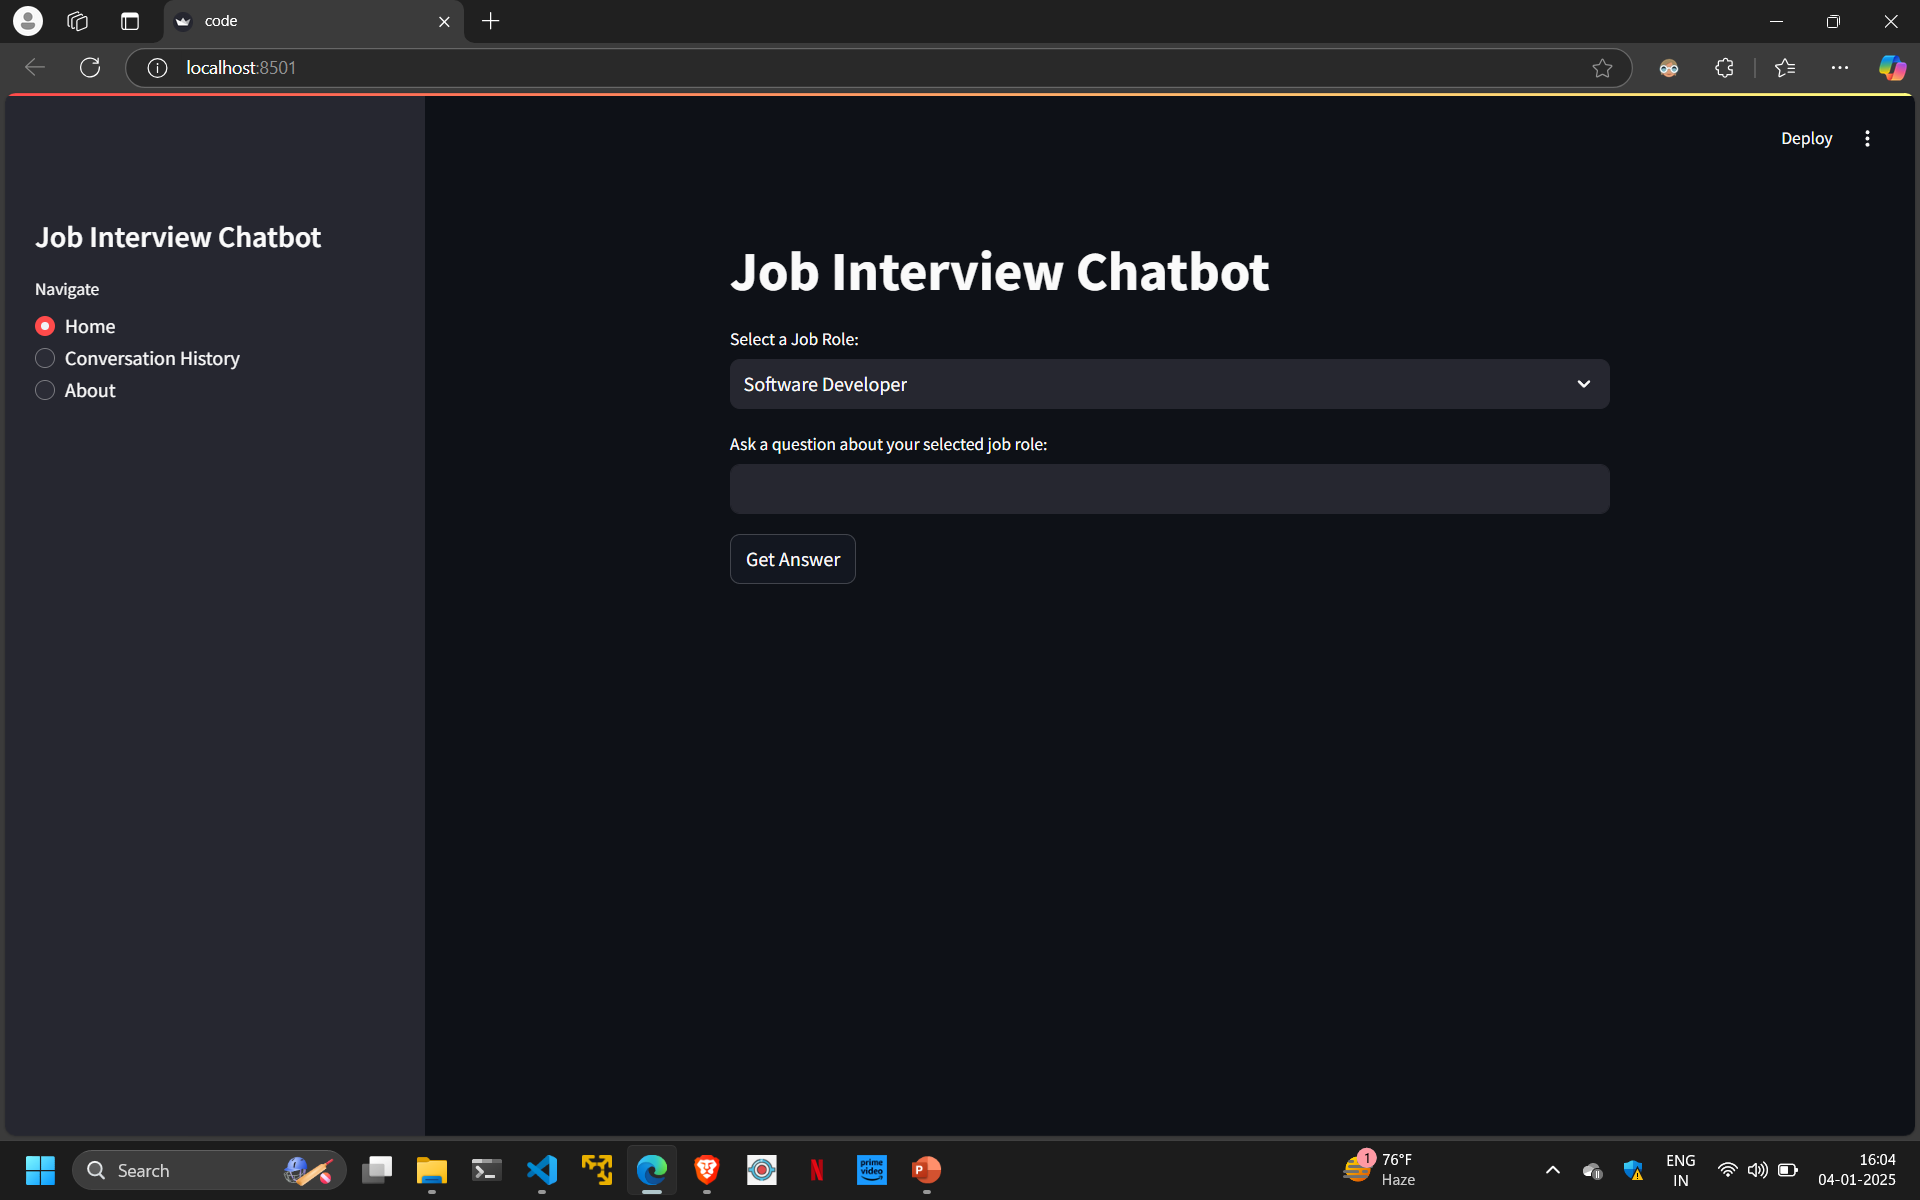 code
localhost:8501
Deploy
Job Interview Chatbot
Navigate
Home
Conversation History
About
Job Interview Chatbot
Select a Job Role:
Software Developer
Ask a question about your selected job role:
Get Answer
Search
prime video
N
P
1
76°F
Haze
ENG
IN
16:04
04-01-2025